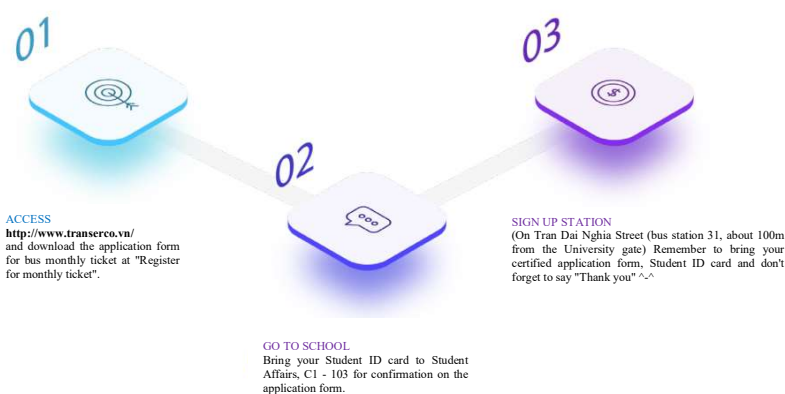 01
ACCESS
http://www.transerco.vn/
and download the application form
for bus monthly ticket at "Register
for monthly ticket".
02
GO TO SCHOOL
Bring your Student ID card to Student
Affairs, C1 - 103 for confirmation on the
application form.
03
$
SIGN UP STATION
(On Tran Dai Nghia Street (bus station 31, about 100m
from the University gate) Remember to bring your
certified application form, Student ID card and don't
forget to say "Thank you" ^-^